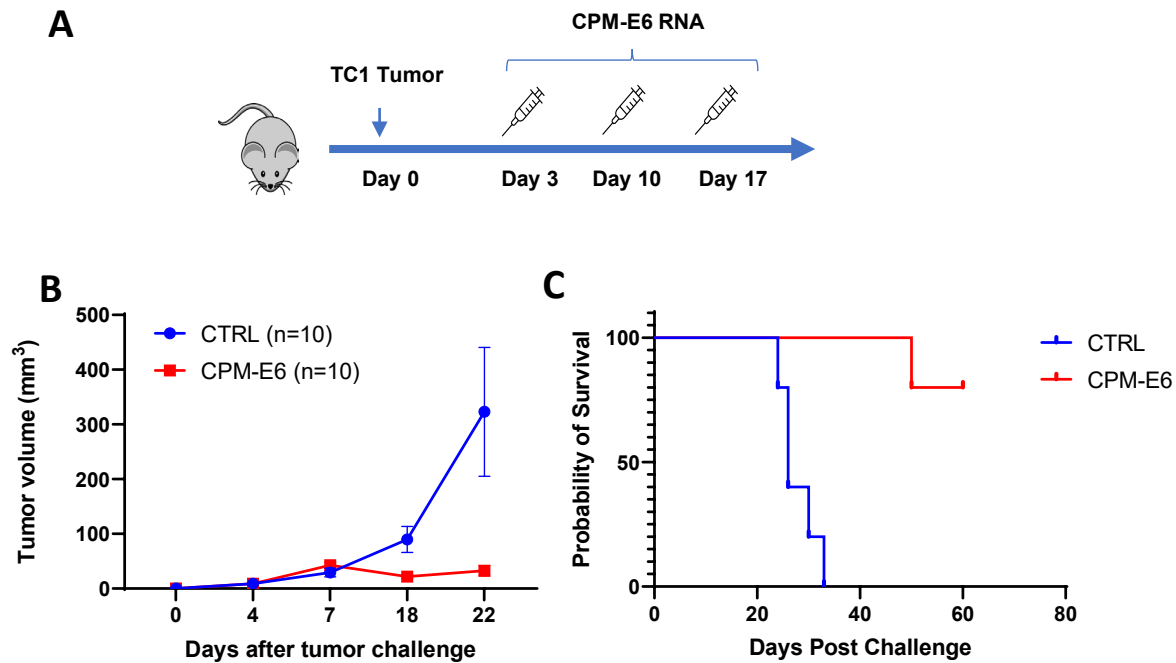 A
CPM-E6 RNA
TC1 Tumor
Day 0
Day 3
Day 10
Day 17
B
500
400
300
200
100
0
Tumor volume (mm³)
CTRL (n=10)
CPM-E6 (n=10)
0 4 7 18 22
Days after tumor challenge
C
100
50
0
Probability of Survival
CTRL
CPM-E6
0 20 40 60 80
Days Post Challenge